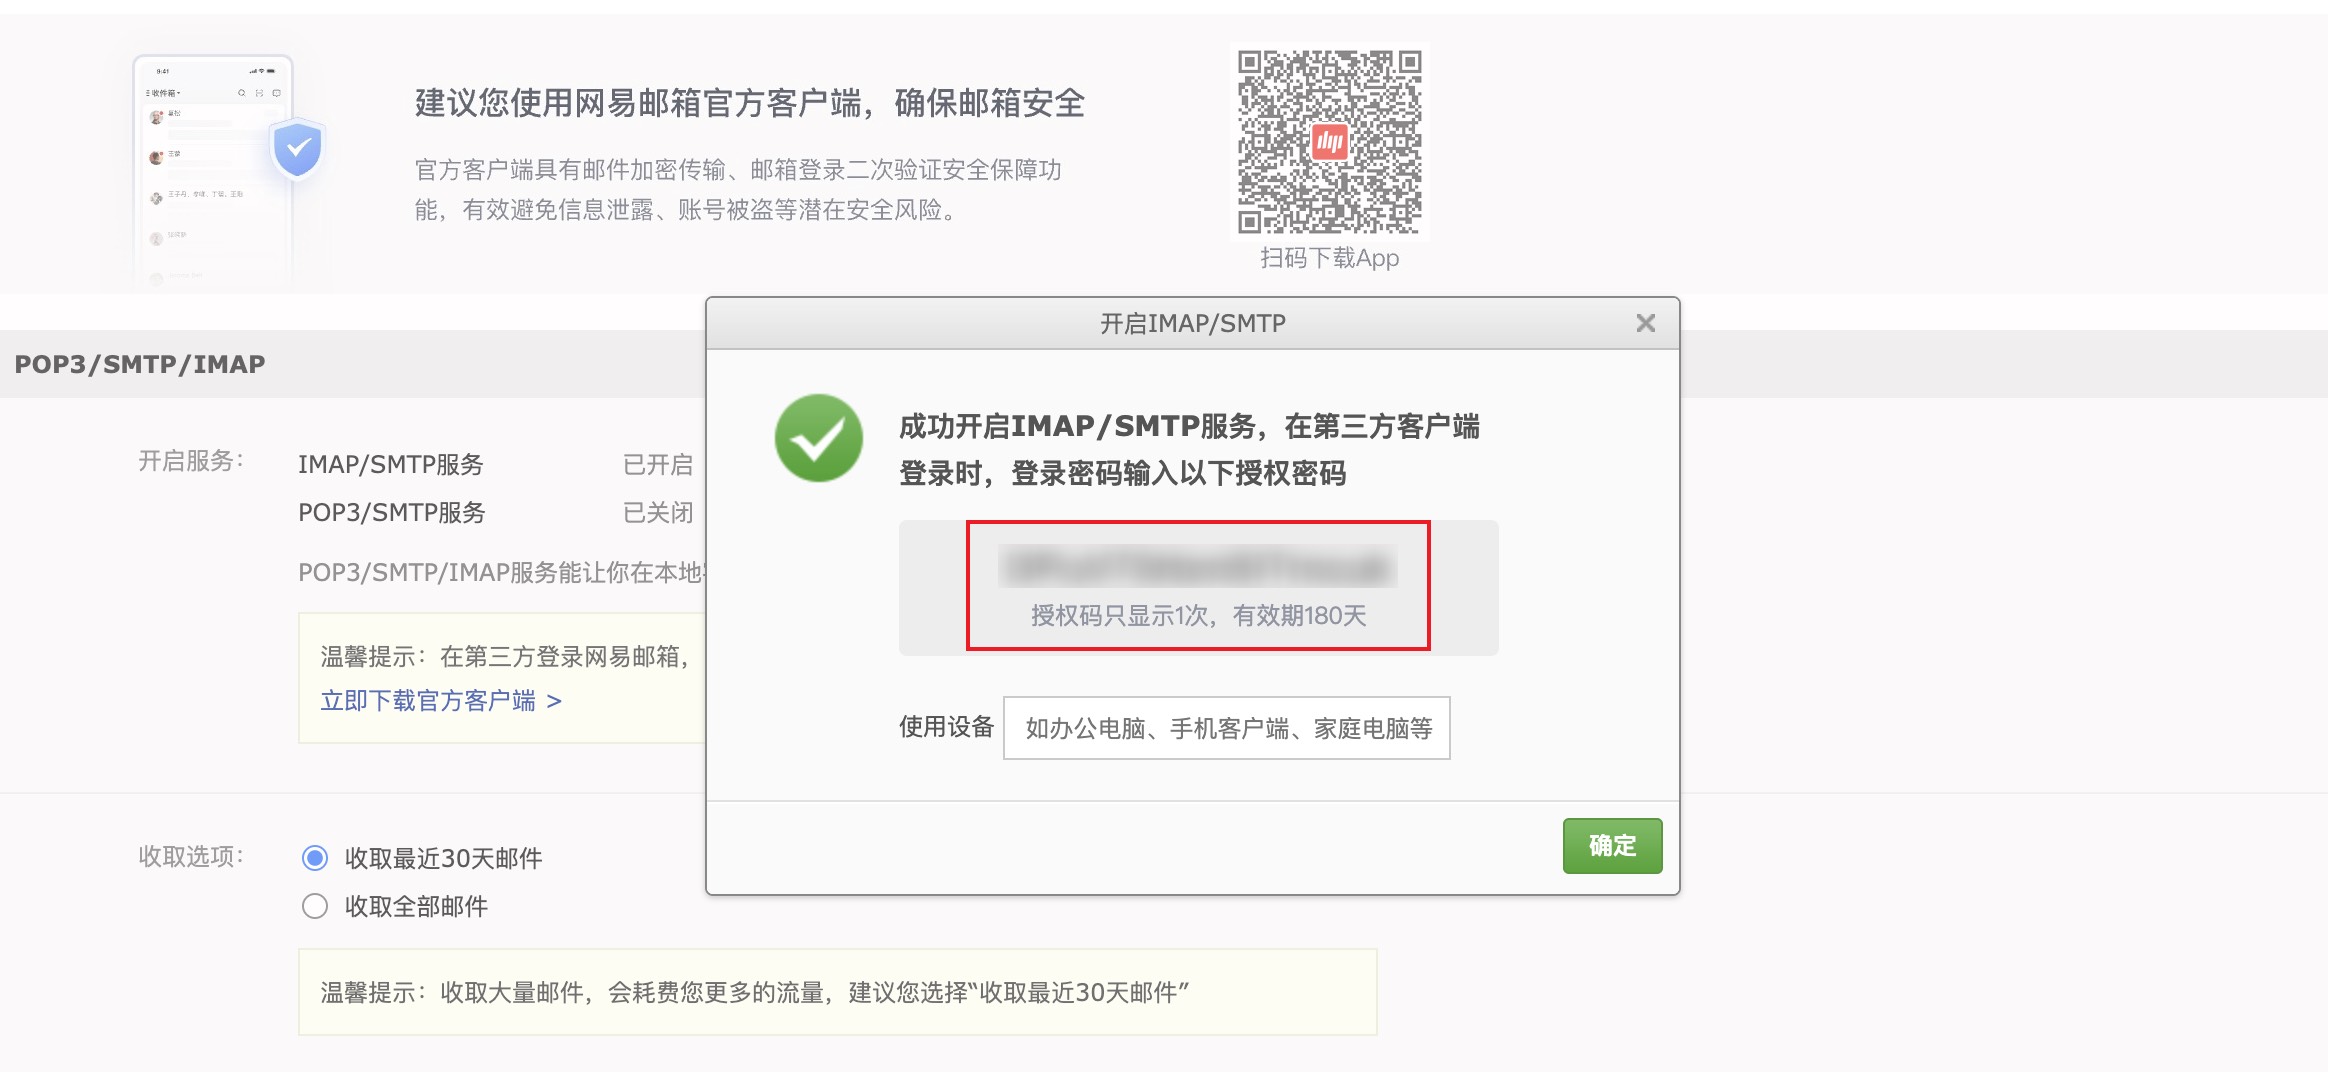 9:41
收件箱
建议您使用网易邮箱官方客户端，确保邮箱安全
官方客户端具有邮件加密传输、邮箱登录二次验证安全保障功
能，有效避免信息泄露、账号被盗等潜在安全风险。
扫码下载App
开启IMAP/SMTP
POP3/SMTP/IMAP
成功开启IMAP/SMTP服务，在第三方客户端
登录时，登录密码输入以下授权密码
开启服务：
IMAP/SMTP服务 已开启
POP3/SMTP服务 已关闭
POP3/SMTP/IMAP服务能让你在本地
授权码只显示1次，有效期180天
温馨提示：在第三方登录网易邮箱，
立即下载官方客户端 >
使用设备 如办公电脑、手机客户端、家庭电脑等
确定
收取选项：
收取最近30天邮件
收取全部邮件
温馨提示：收取大量邮件，会耗费您更多的流量，建议您选择“收取最近30天邮件”